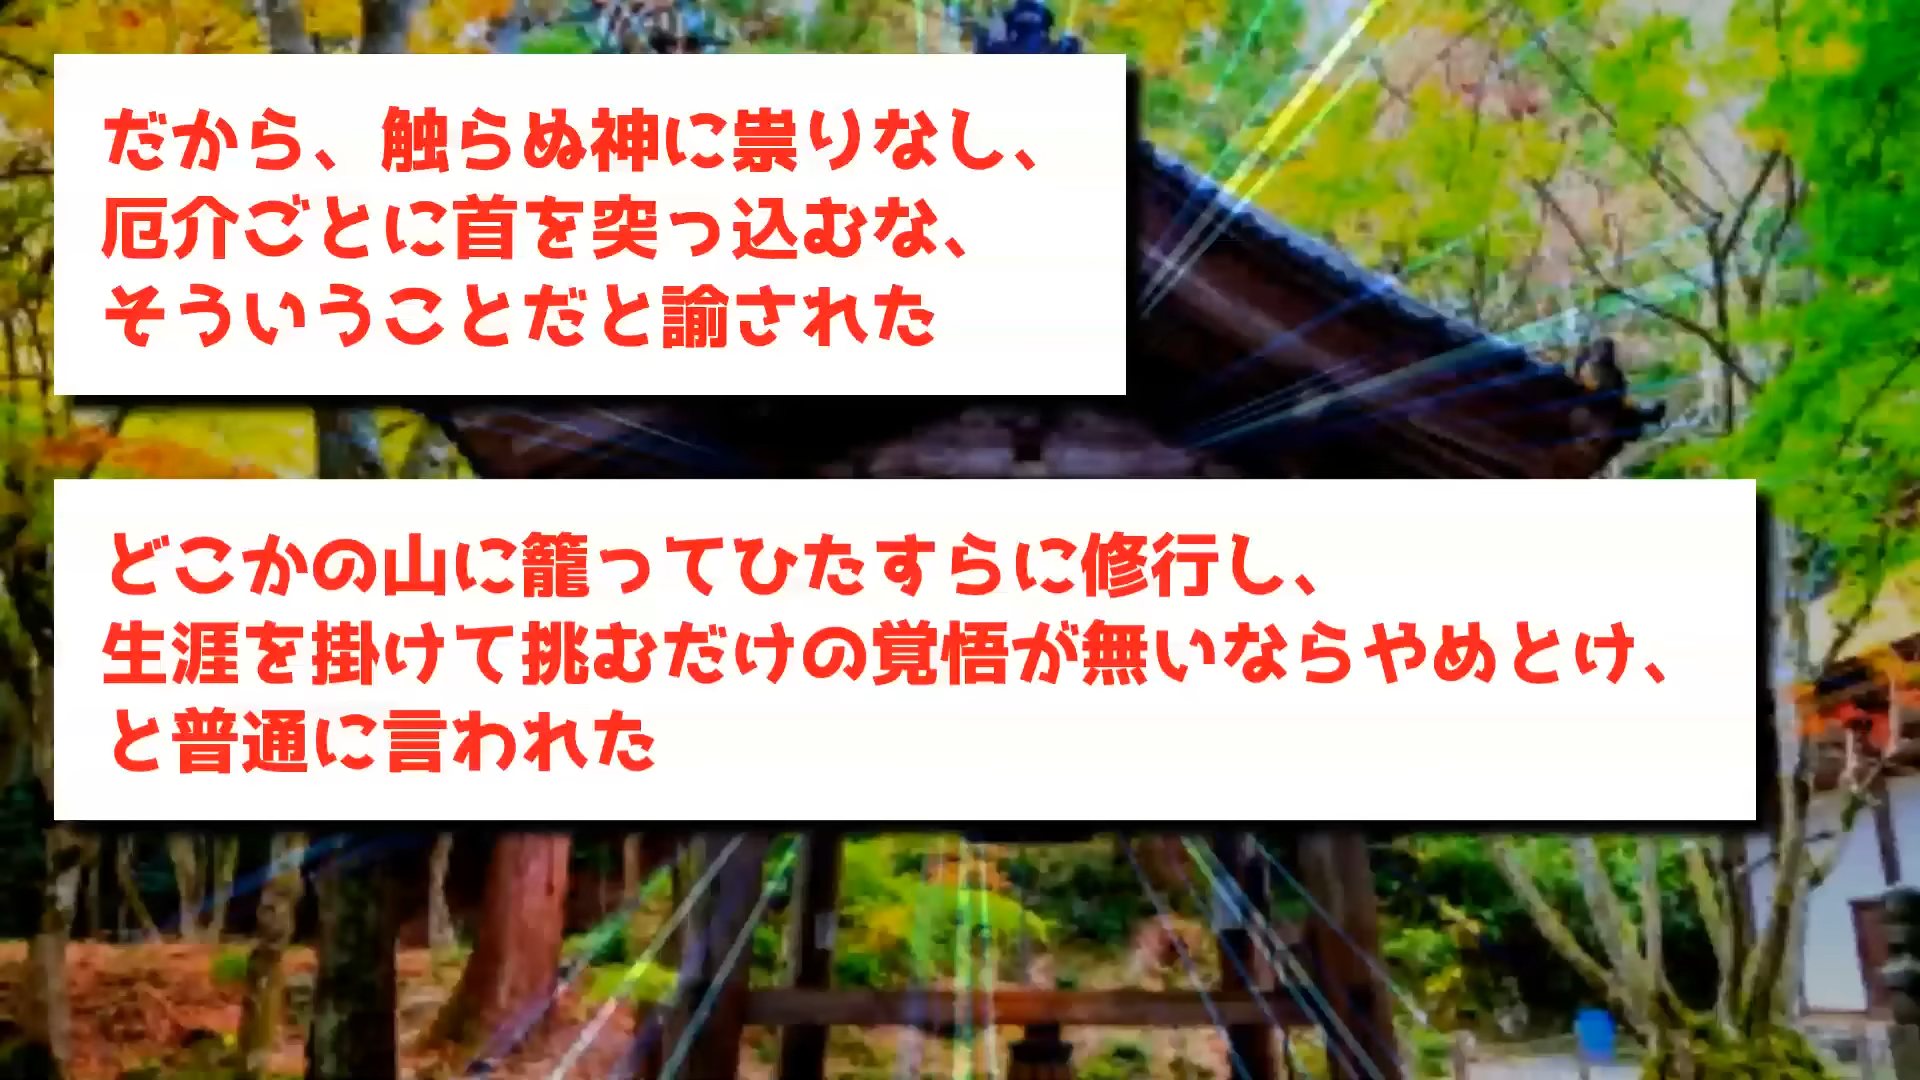 だから、触らぬ神に祟りなし、
厄介ごとに首を突っ込むな、
そういうことだと諭された
どこかの山に籠ってひたすらに修行し、
生涯を掛けて挑むだけの覚悟が無いならやめとけ、
と普通に言われた